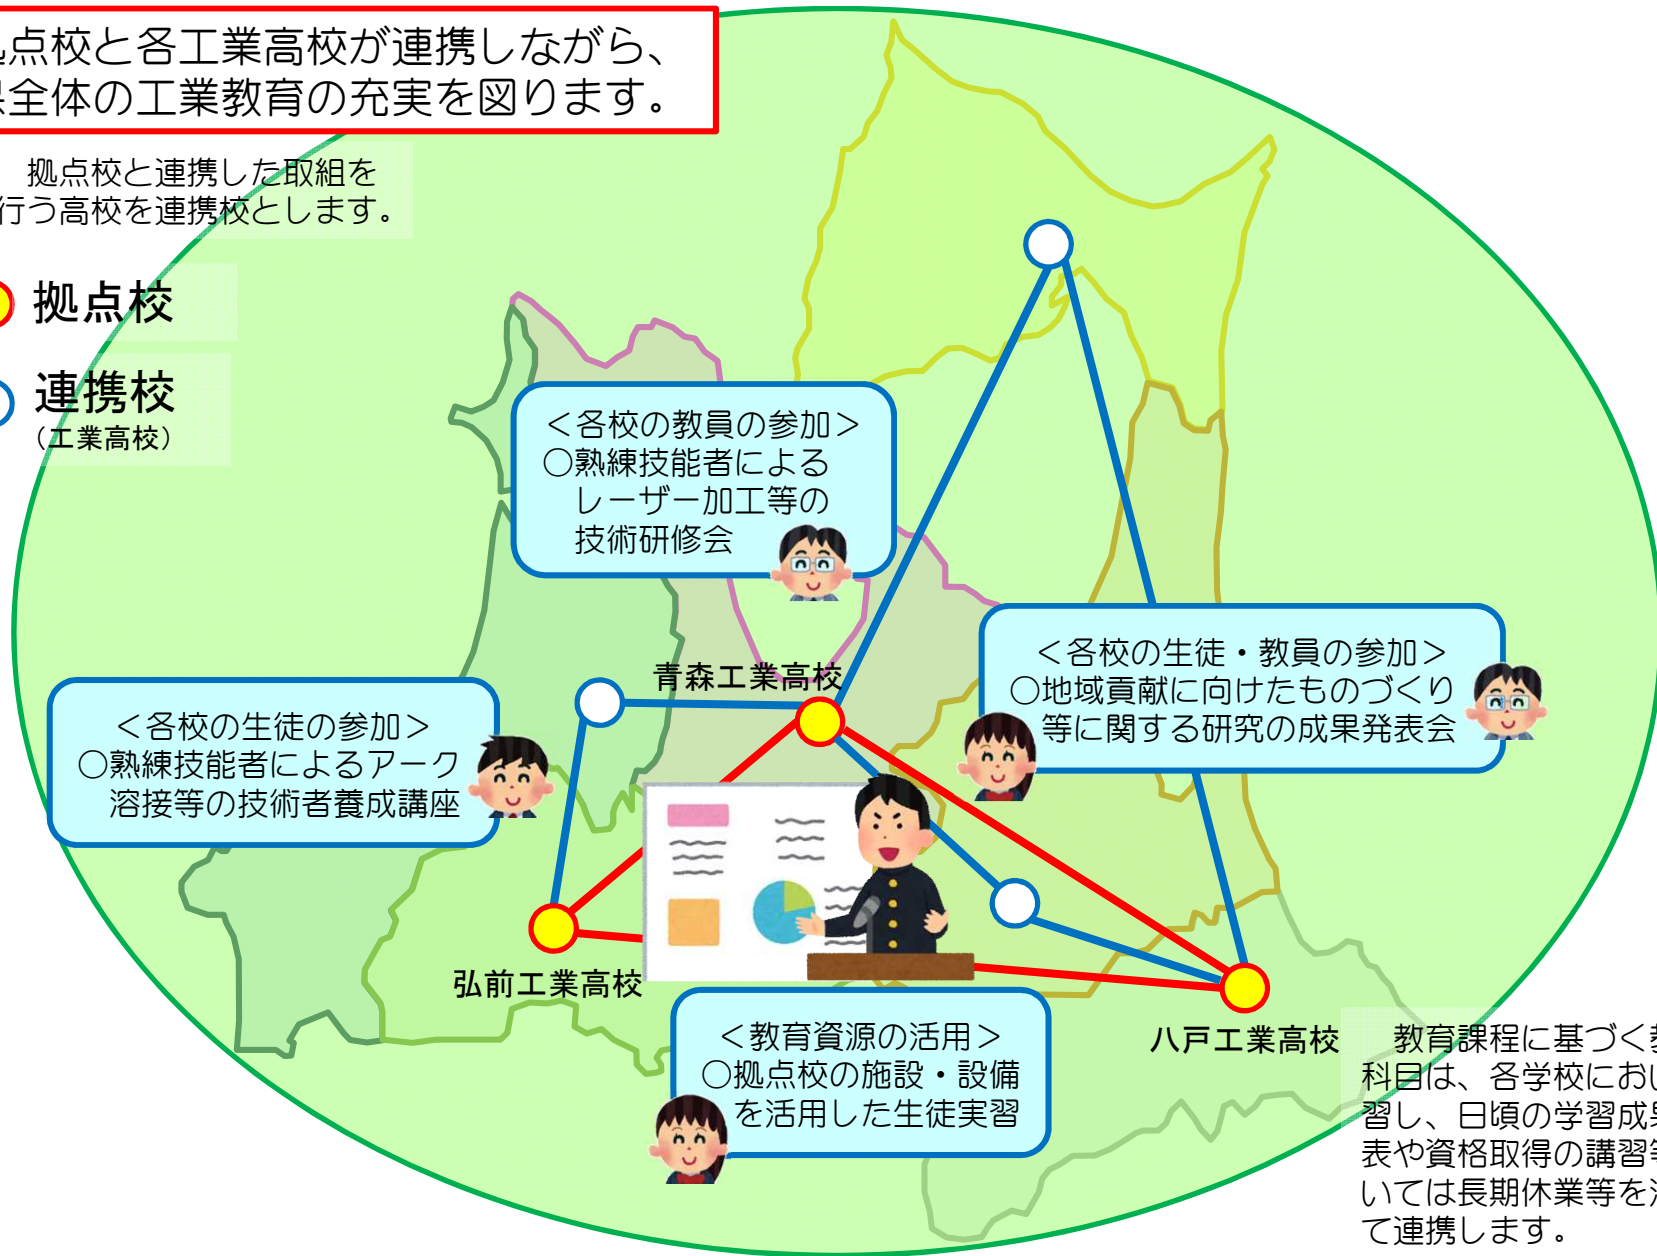 点校と各工業高校が連携しながら、
全体の工業教育の充実を図ります。
拠点校と連携した取組を
行う高校を連携校とします。
拠点校
連携校
（工業高校）
＜各校の教員の参加＞
○熟練技能者による
レーザー加工等の
技術研修会
＜各校の生徒・教員の参加＞
○地域貢献に向けたものづくり
等に関する研究の成果発表会
青森工業高校
＜各校の生徒の参加＞
○熟練技能者によるアーク
溶接等の技術者養成講座
弘前工業高校
八戸工業高校
＜教育資源の活用＞
○拠点校の施設・設備
を活用した生徒実習
教育課程に基づく
科目は、各学校にお
習し、日頃の学習成
表や資格取得の講習
いては長期休業等を
て連携します。